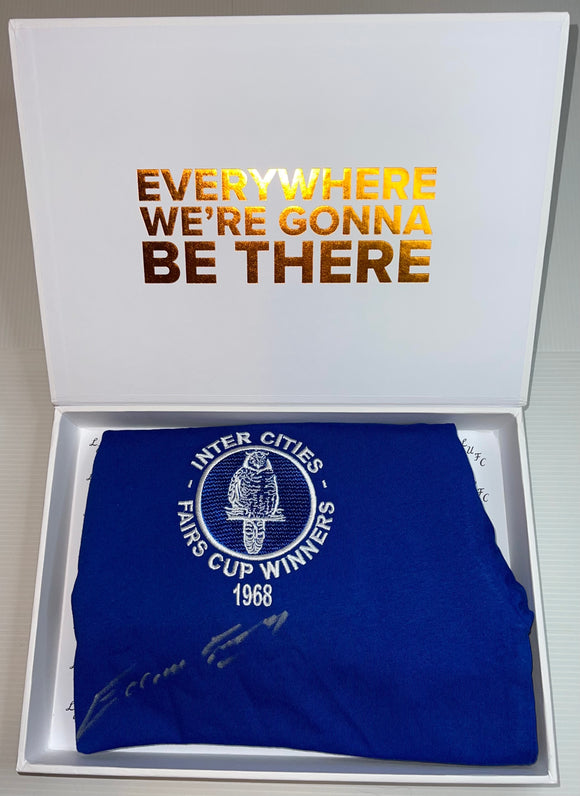 EVERYWHERE
WE'RE GONNA
BE THERE
- INTER CITIES -
FAIRS CUP WINNERS
1968